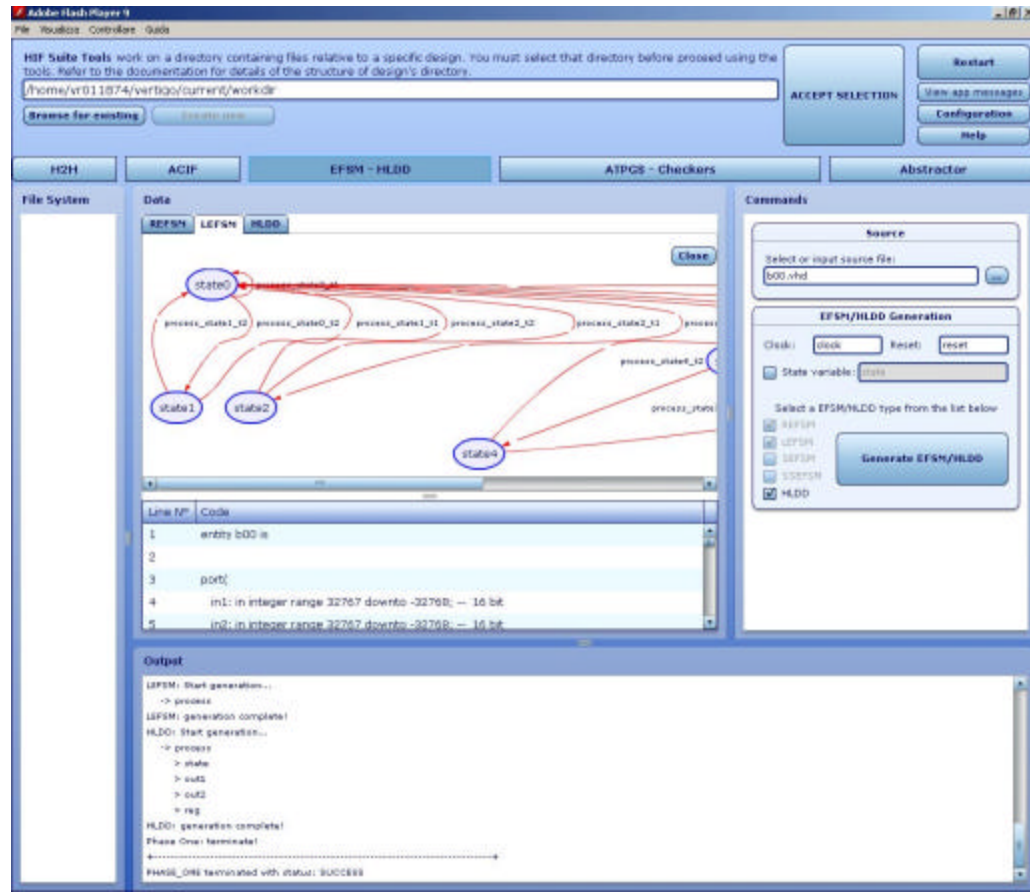 Adobe Flash Player 9
File Visualizza Controllare Guida
HIF Suite Tools work on a directory containing files relative to a specific design. You must select that directory before proceed using the
tools. Refer to the documentation for details of the structure of design's directory.
/home/vr011874/vertigo/current/workdir
Browse for existing
Create new
ACCEPT SELECTION
Restart
View app messages
Configuration
Help
H2H
ACIF
EFSM - HLDD
ATPGS - Checkers
Abstractor
File System
Data
REFSM LEFSM HLDD
Close
state0
process_state1_t2 process_state0_t2 process_state1_t1 process_state2_t2 process_state2_t1 process
process_state4_t2
state1
state2
process_state
state4
Line N° Code
1 entity b00 is
2
3 port(
4 in1: in integer range 32767 downto -32768; -- 16 bit
5 in2: in integer range 32767 downto -32768; -- 16 bit
Commands
Source
Select or input source file:
b00.vhd
...
EFSM/HLDD Generation
Clock: clock Reset: reset
State variable: state
Select a EFSM/HLDD type from the list below
REFSM
LEFSM
SEFSM
SSEFSM
HLDD
Generate EFSM/HLDD
Output
LEFSM: Start generation...
-> process
LEFSM: generation complete!
HLDD: Start generation...
-> process
> state
> out1
> out2
> reg
HLDD: generation complete!
Phase One: terminate!
PHASE_ONE terminated with status: SUCCESS